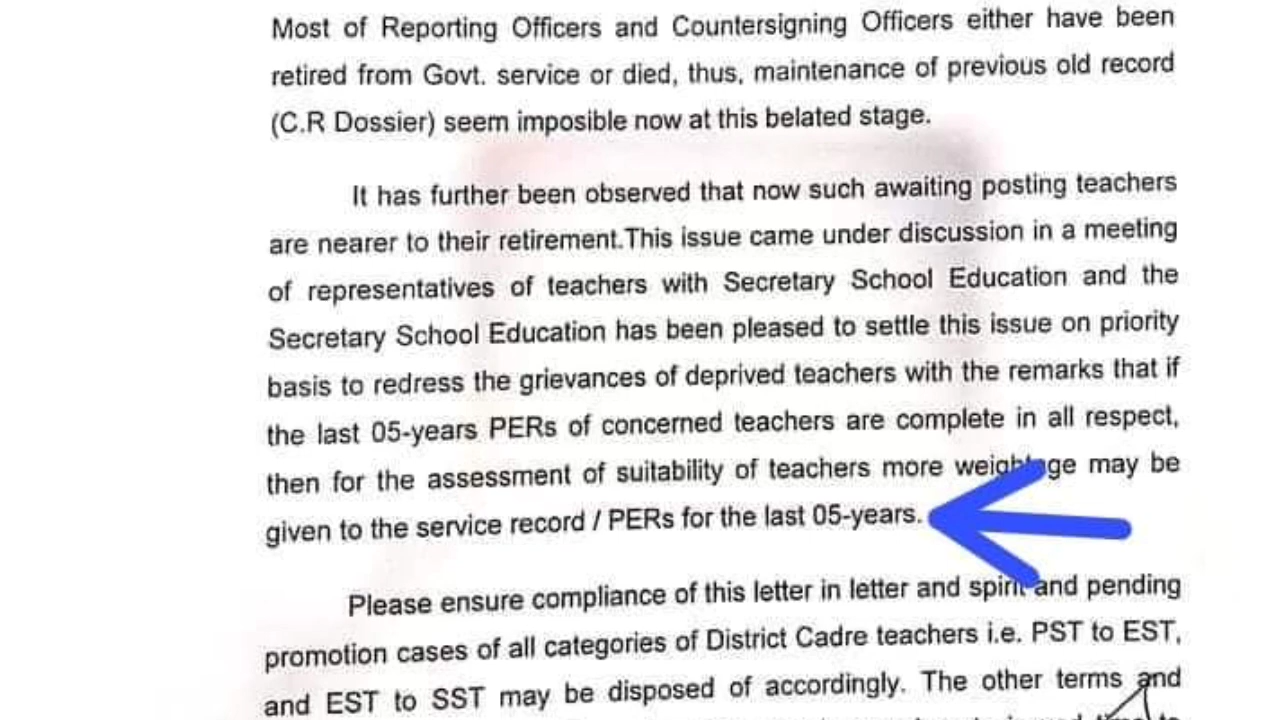 Most of Reporting Officers and Countersigning Officers either have been
retired from Govt. service or died, thus, maintenance of previous old record
(C.R Dossier) seem imposible now at this belated stage.
It has further been observed that now such awaiting posting teachers
are nearer to their retirement.This issue came under discussion in a meeting
of representatives of teachers with Secretary School Education and the
Secretary School Education has been pleased to settle this issue on priority
basis to redress the grievances of deprived teachers with the remarks that if
the last 05-years PERs of concerned teachers are complete in all respect,
then for the assessment of suitability of teachers more weightage may be
given to the service record / PERs for the last 05-years.
Please ensure compliance of this letter in letter and spirit and pending
promotion cases of all categories of District Cadre teachers i.e. PST to EST,
and EST to SST may be disposed of accordingly. The other terms and